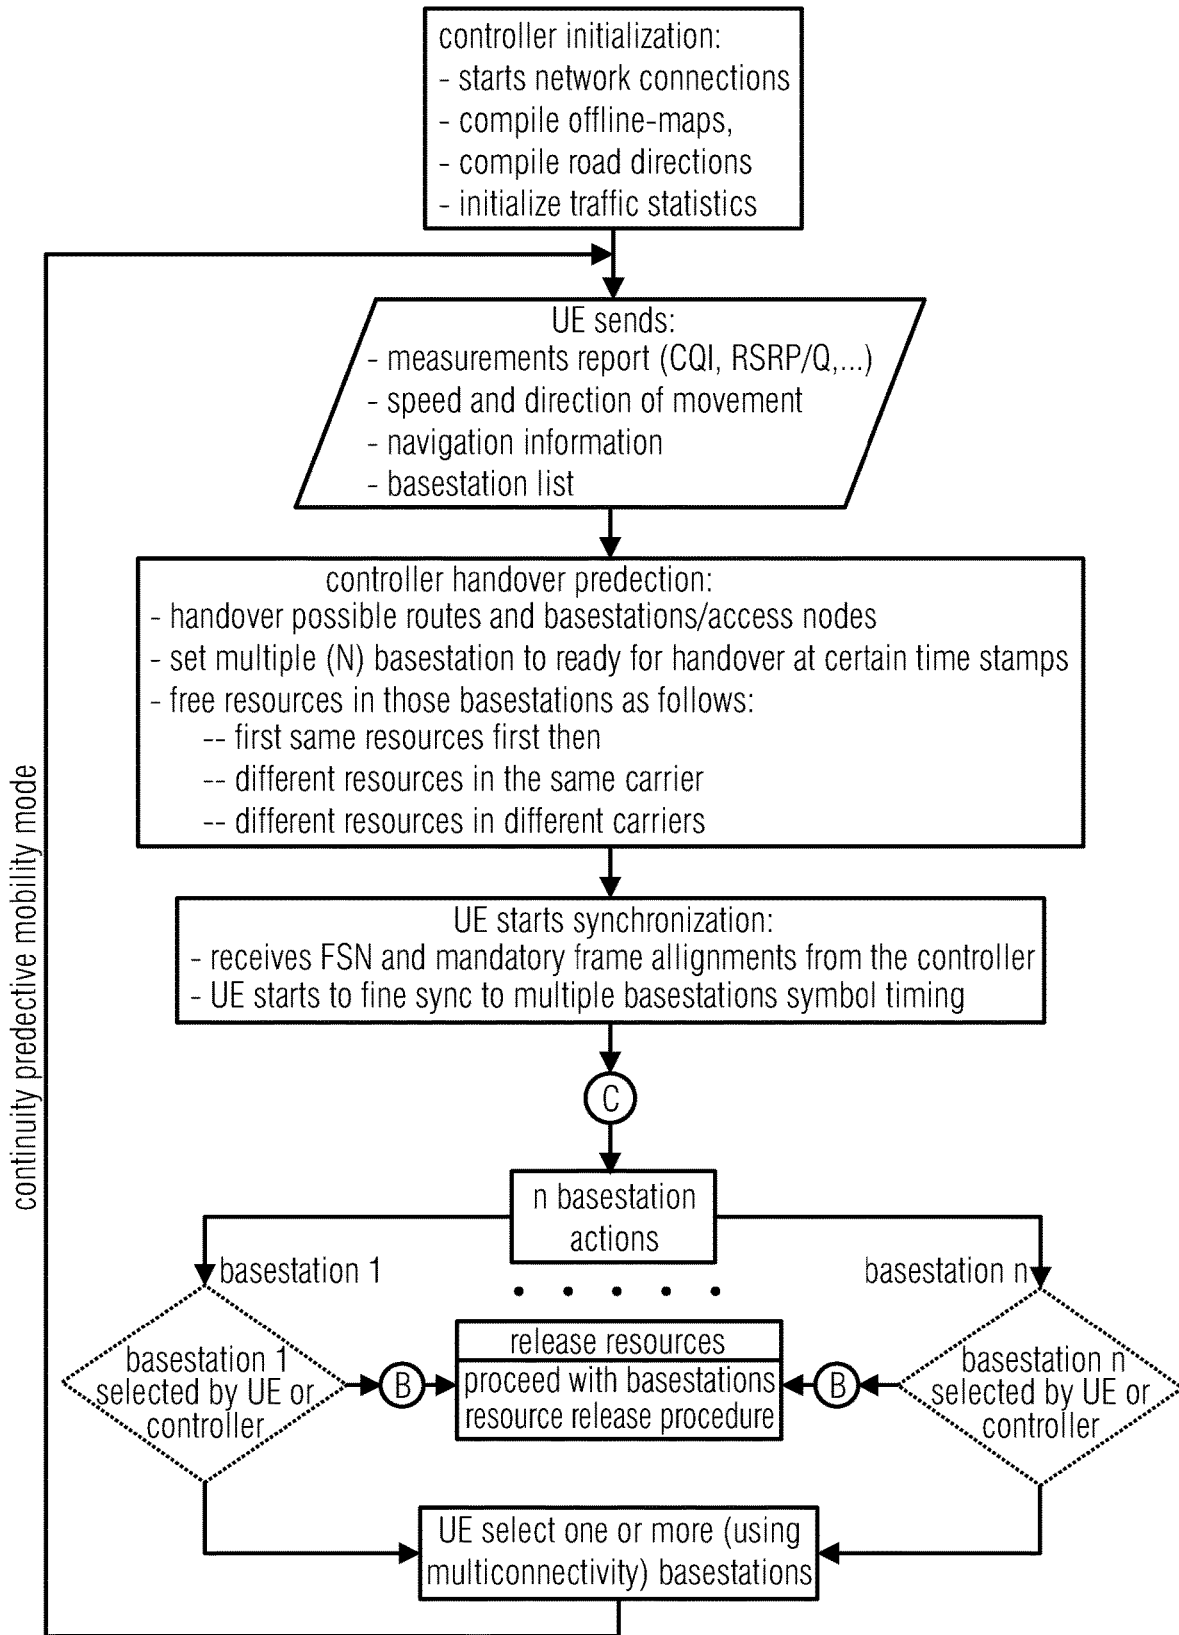 controller initialization:
- starts network connections
- compile offline-maps,
- compile road directions
- initialize traffic statistics
UE sends:
- measurements report (CQI, RSRP/Q,...)
- speed and direction of movement
- navigation information
- basestation list
controller handover predection:
- handover possible routes and basestations/access nodes
- set multiple (N) basestation to ready for handover at certain time stamps
- free resources in those basestations as follows:
-- first same resources first then
-- different resources in the same carrier
-- different resources in different carriers
continuity predective mobility mode
UE starts synchronization:
- receives FSN and mandatory frame allignments from the controller
- UE starts to fine sync to multiple basestations symbol timing
C
n basestation
actions
basestation 1
basestation n
basestation 1
selected by UE or
controller
B
release resources
proceed with basestations
resource release procedure
B
basestation n
selected by UE or
controller
UE select one or more (using
multiconnectivity) basestations